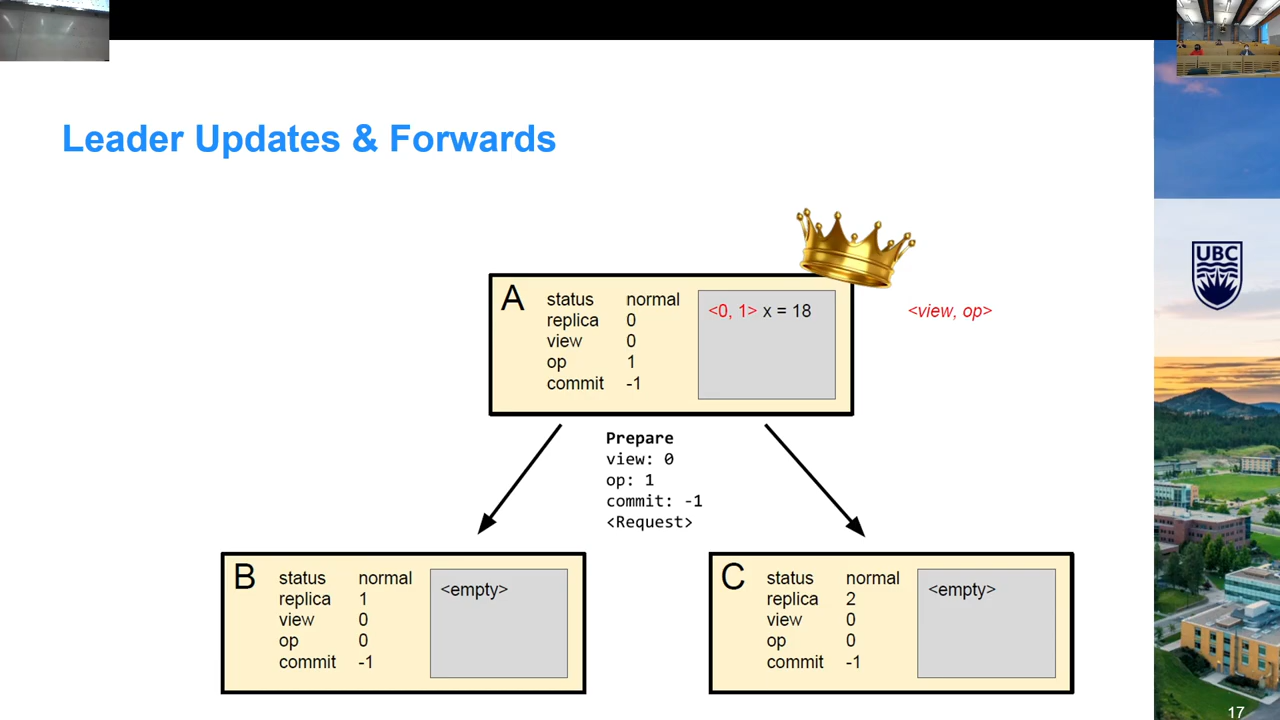 Leader Updates & Forwards
A
status normal
replica 0
view 0
op 1
commit -1
<0, 1> x = 18
<view, op>
UBC
Prepare
view: 0
op: 1
commit: -1
<Request>
B
status normal
replica 1
view 0
op 0
commit -1
<empty>
C
status normal
replica 2
view 0
op 0
commit -1
<empty>
17